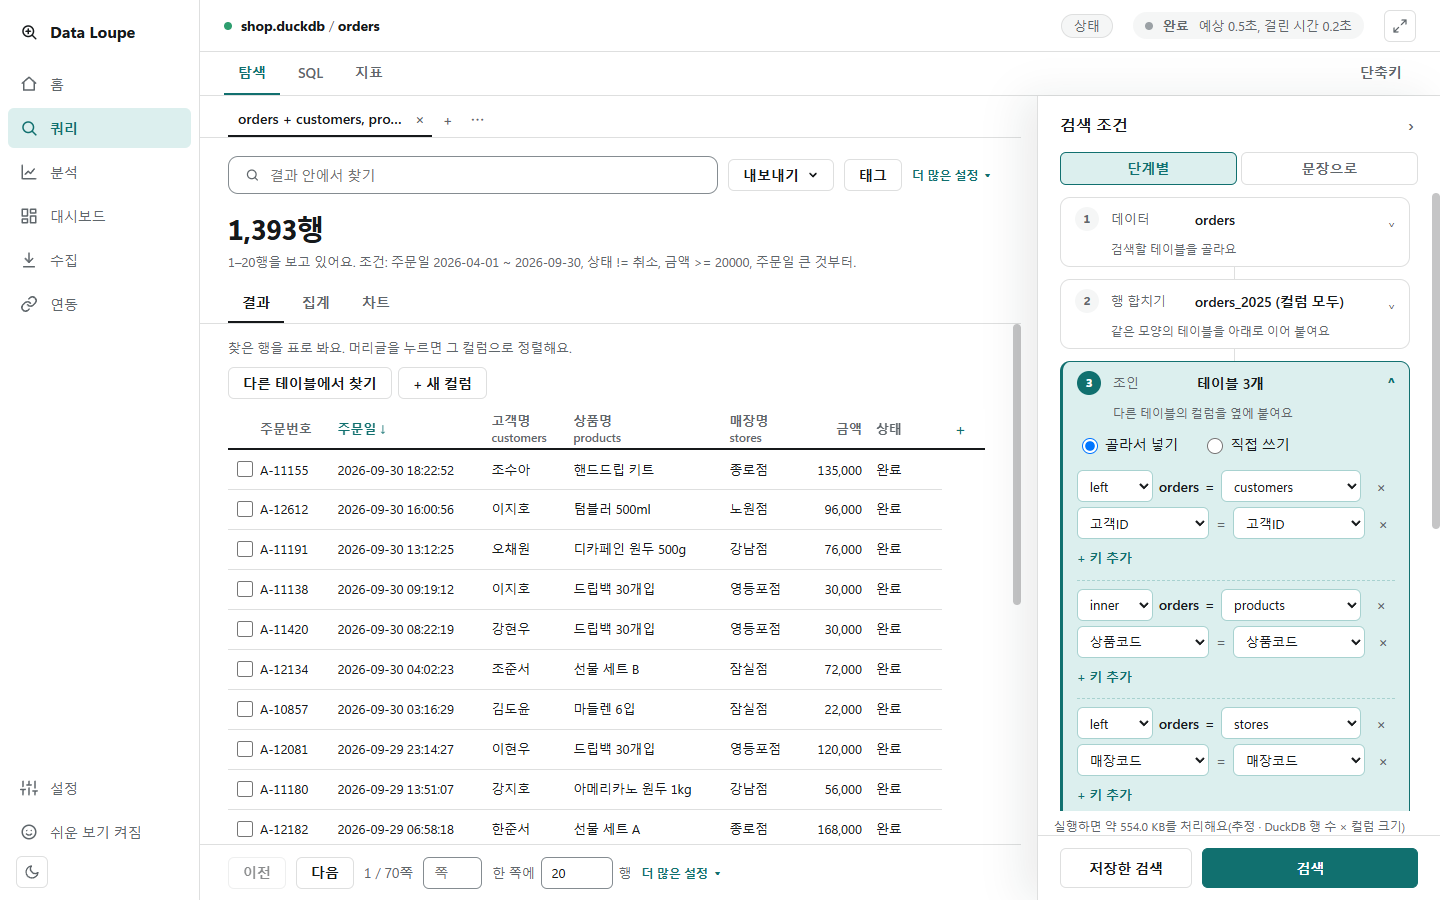 Data Loupe
홈
쿼리
분석
대시보드
수집
연동
설정
쉬운 보기 켜짐
shop.duckdb / orders
상태
완료 예상 0.5초, 걸린 시간 0.2초
탐색 SQL 지표
단축키
orders + customers, pro... × + ···
결과 안에서 찾기
내보내기
태그
더 많은 설정
1,393행
1–20행을 보고 있어요. 조건: 주문일 2026-04-01 ~ 2026-09-30, 상태 != 취소, 금액 >= 20000, 주문일 큰 것부터.
결과 집계 차트
찾은 행을 표로 봐요. 머리글을 누르면 그 컬럼으로 정렬해요.
다른 테이블에서 찾기
+ 새 컬럼
주문번호 주문일 ↓ 고객명 customers 상품명 products 매장명 stores 금액 상태 +
A-11155 2026-09-30 18:22:52 조수아 핸드드립 키트 종로점 135,000 완료
A-12612 2026-09-30 16:00:56 이지호 텀블러 500ml 노원점 96,000 완료
A-11191 2026-09-30 13:12:25 오채원 디카페인 원두 500g 강남점 76,000 완료
A-11138 2026-09-30 09:19:12 이지호 드립백 30개입 영등포점 30,000 완료
A-11420 2026-09-30 08:22:19 강현우 드립백 30개입 영등포점 30,000 완료
A-12134 2026-09-30 04:02:23 조준서 선물 세트 B 잠실점 72,000 완료
A-10857 2026-09-30 03:16:29 김도윤 마들렌 6입 잠실점 22,000 완료
A-12081 2026-09-29 23:14:27 이현우 드립백 30개입 영등포점 120,000 완료
A-11180 2026-09-29 13:51:07 강지호 아메리카노 원두 1kg 강남점 56,000 완료
A-12182 2026-09-29 06:58:18 한준서 선물 세트 A 종로점 168,000 완료
이전
다음
1 / 70쪽
쪽
한 쪽에 20 행
더 많은 설정
검색 조건
단계별
문장으로
1 데이터 orders
검색할 테이블을 골라요
2 행 합치기 orders_2025 (컬럼 모두)
같은 모양의 테이블을 아래로 이어 붙여요
3 조인 테이블 3개
다른 테이블의 컬럼을 옆에 붙여요
골라서 넣기 직접 쓰기
left orders = customers ×
고객ID = 고객ID ×
+ 키 추가
inner orders = products ×
상품코드 = 상품코드 ×
+ 키 추가
left orders = stores ×
매장코드 = 매장코드 ×
+ 키 추가
실행하면 약 554.0 KB를 처리해요(추정 · DuckDB 행 수 × 컬럼 크기)
저장한 검색
검색